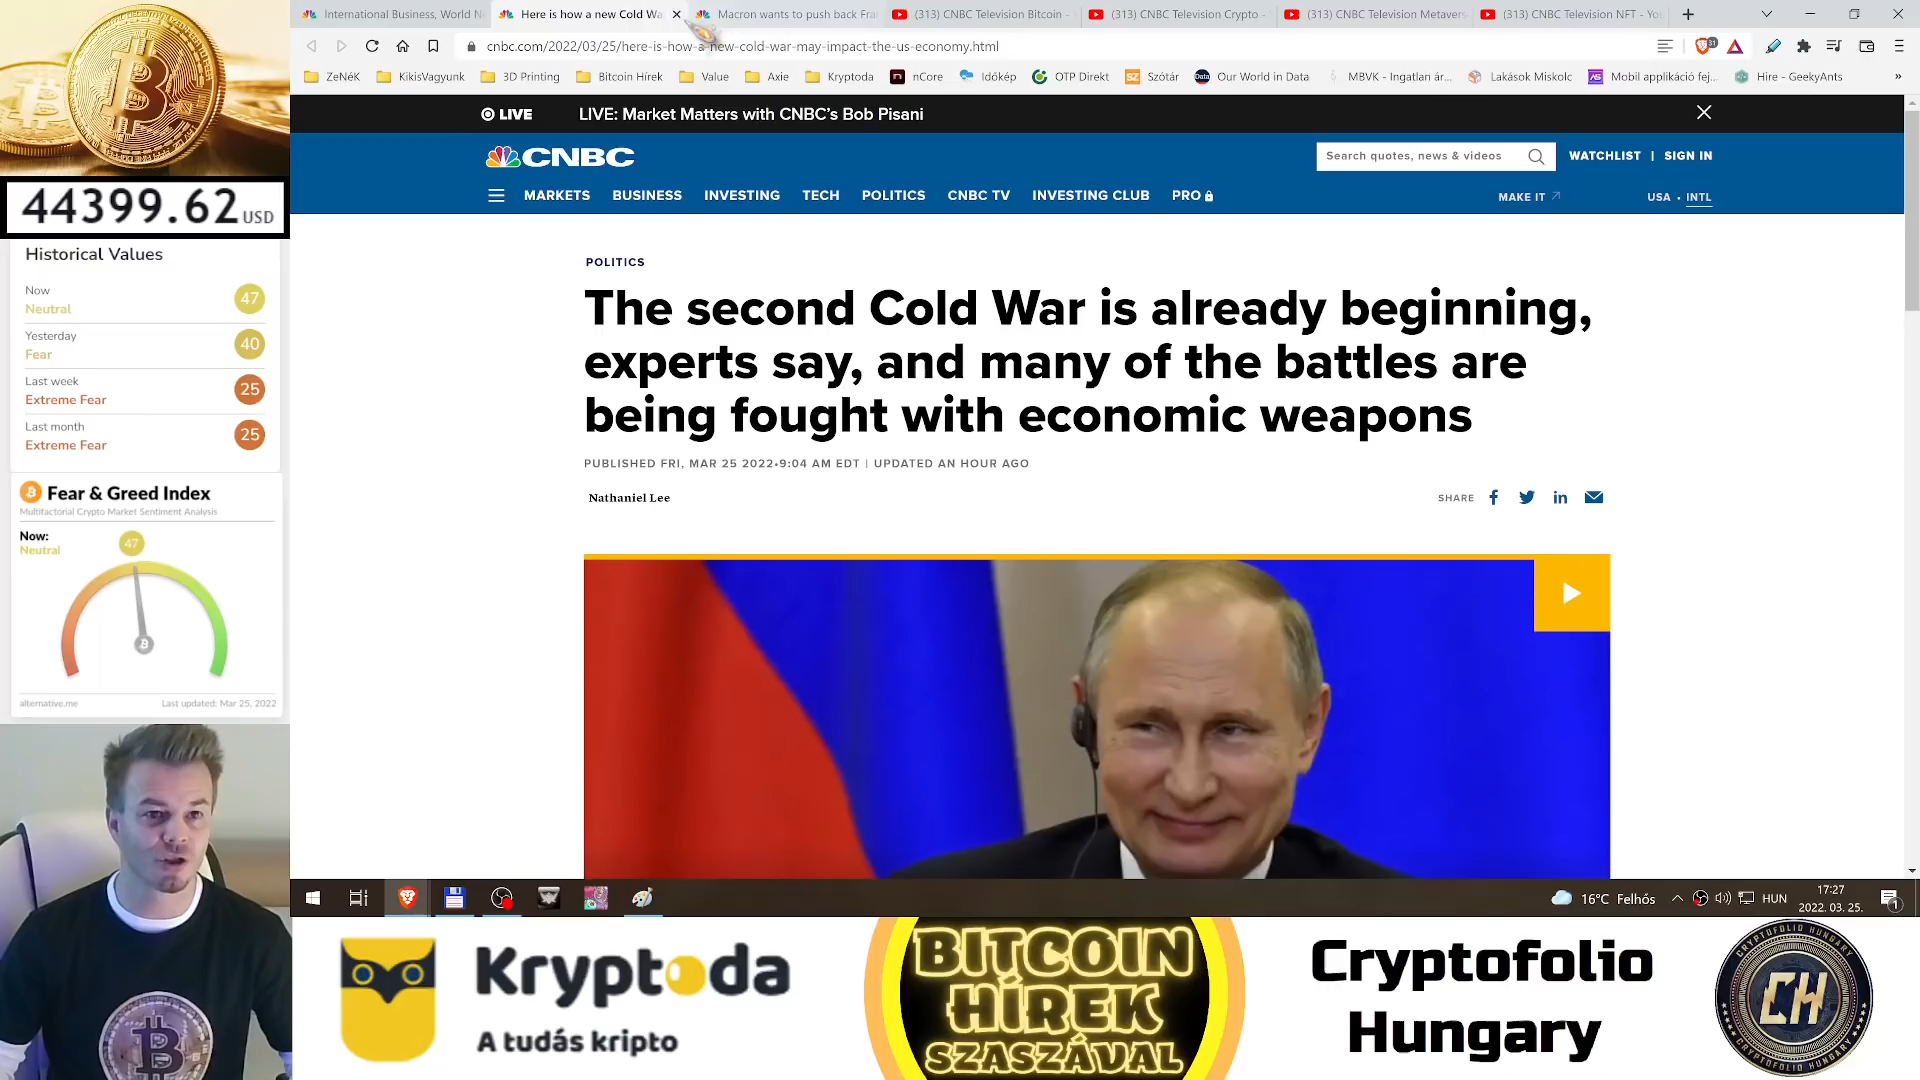 International Business, World N
Here is how a new Cold Wa
Macron wants to push back Fra
(313) CNBC Television Bitcoin -
(313) CNBC Television Crypto -
(313) CNBC Television Metavers
(313) CNBC Television NFT - Yo
cnbc.com/2022/03/25/here-is-how-a-new-cold-war-may-impact-the-us-economy.html
31
ZeNéK
KikisVagyunk
3D Printing
Bitcoin Hírek
Value
Axie
Kryptoda
nCore
Időkép
OTP Direkt
SZ Szótár
Our World in Data
MBVK - Ingatlan ár...
Lakások Miskolc
Mobil applikáció fej...
Hire - GeekyAnts
LIVE
LIVE: Market Matters with CNBC’s Bob Pisani
CNBC
Search quotes, news & videos
WATCHLIST | SIGN IN
MARKETS
BUSINESS
INVESTING
TECH
POLITICS
CNBC TV
INVESTING CLUB
PRO
MAKE IT
USA • INTL
POLITICS
The second Cold War is already beginning,
experts say, and many of the battles are
being fought with economic weapons
PUBLISHED FRI, MAR 25 2022•9:04 AM EDT | UPDATED AN HOUR AGO
Nathaniel Lee
SHARE
44399.62 USD
Historical Values
Now
Neutral
47
Yesterday
Fear
40
Last week
Extreme Fear
25
Last month
Extreme Fear
25
Fear & Greed Index
Multifactorial Crypto Market Sentiment Analysis
Now:
Neutral
47
alternative.me
Last updated: Mar 25, 2022
16°C Felhős
HUN
17:27
2022. 03. 25.
1
Kryptoda
A tudás kripto
BITCOIN
HÍREK
SZASZÁVAL
Cryptofolio
Hungary
CRYPTOFOLIO HUNGARY
CH
CRYPTOFOLIO HUNGARY